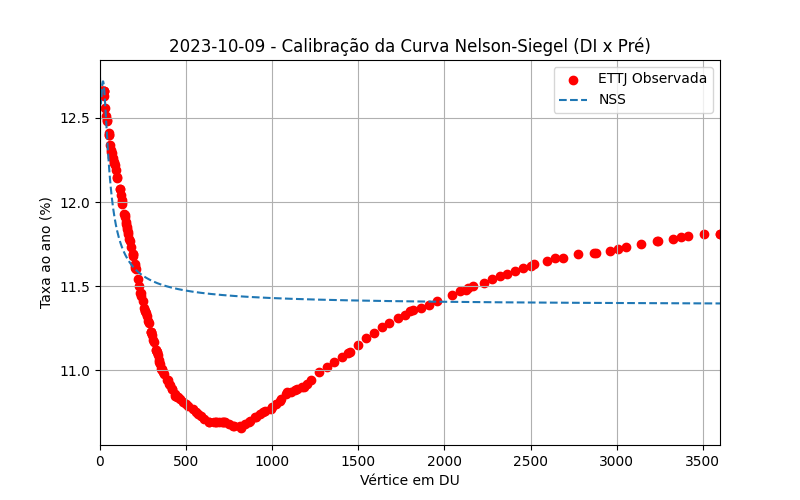 2023-10-09 - Calibração da Curva Nelson-Siegel (DI x Pré)
ETTJ Observada
NSS
12.5
12.0
11.5
11.0
Taxa ao ano (%)
0 500 1000 1500 2000 2500 3000 3500
Vértice em DU